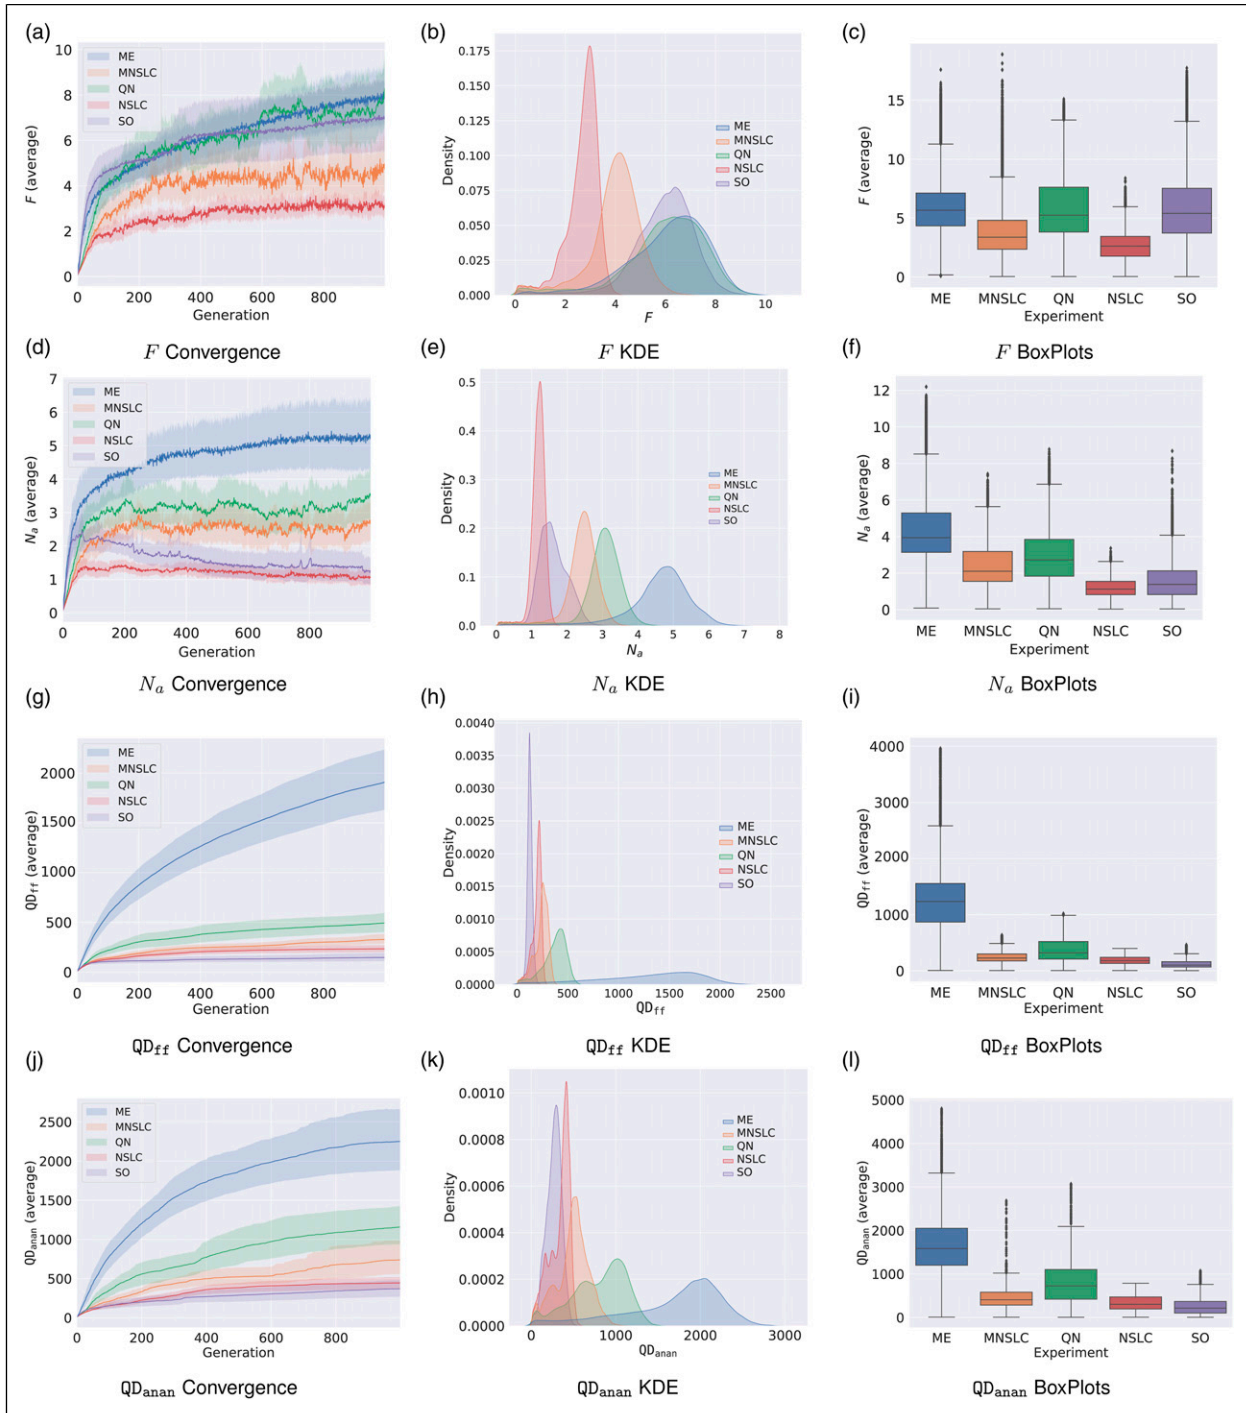 (a)
10
8
6
4
2
0
F (average)
ME
MNSLC
QN
NSLC
SO
0 200 400 600 800
Generation
F Convergence
(b)
0.175
0.150
0.125
0.100
0.075
0.050
0.025
0.000
Density
ME
MNSLC
QN
NSLC
SO
0 2 4 6 8 10
F
F KDE
(c)
15
10
5
0
F (average)
ME MNSLC QN NSLC SO
Experiment
F BoxPlots
(d)
7
6
5
4
3
2
1
0
Na (average)
ME
MNSLC
QN
NSLC
SO
0 200 400 600 800
Generation
Na Convergence
(e)
0.5
0.4
0.3
0.2
0.1
0.0
Density
ME
MNSLC
QN
NSLC
SO
0 1 2 3 4 5 6 7 8
Na
Na KDE
(f)
12
10
8
6
4
2
0
Na (average)
ME MNSLC QN NSLC SO
Experiment
Na BoxPlots
(g)
2000
1500
1000
500
0
QDff (average)
ME
MNSLC
QN
NSLC
SO
0 200 400 600 800
Generation
QDff Convergence
(h)
0.0040
0.0035
0.0030
0.0025
0.0020
0.0015
0.0010
0.0005
0.0000
Density
ME
MNSLC
QN
NSLC
SO
0 500 1000 1500 2000 2500
QDff
QDff KDE
(i)
4000
3000
2000
1000
0
QDff (average)
ME MNSLC QN NSLC SO
Experiment
QDff BoxPlots
(j)
2500
2000
1500
1000
500
0
QDanan (average)
ME
MNSLC
QN
NSLC
SO
0 200 400 600 800
Generation
QDanan Convergence
(k)
0.0010
0.0008
0.0006
0.0004
0.0002
0.0000
Density
ME
MNSLC
QN
NSLC
SO
0 1000 2000 3000
QDanan
QDanan KDE
(l)
5000
4000
3000
2000
1000
0
QDanan (average)
ME MNSLC QN NSLC SO
Experiment
QDanan BoxPlots